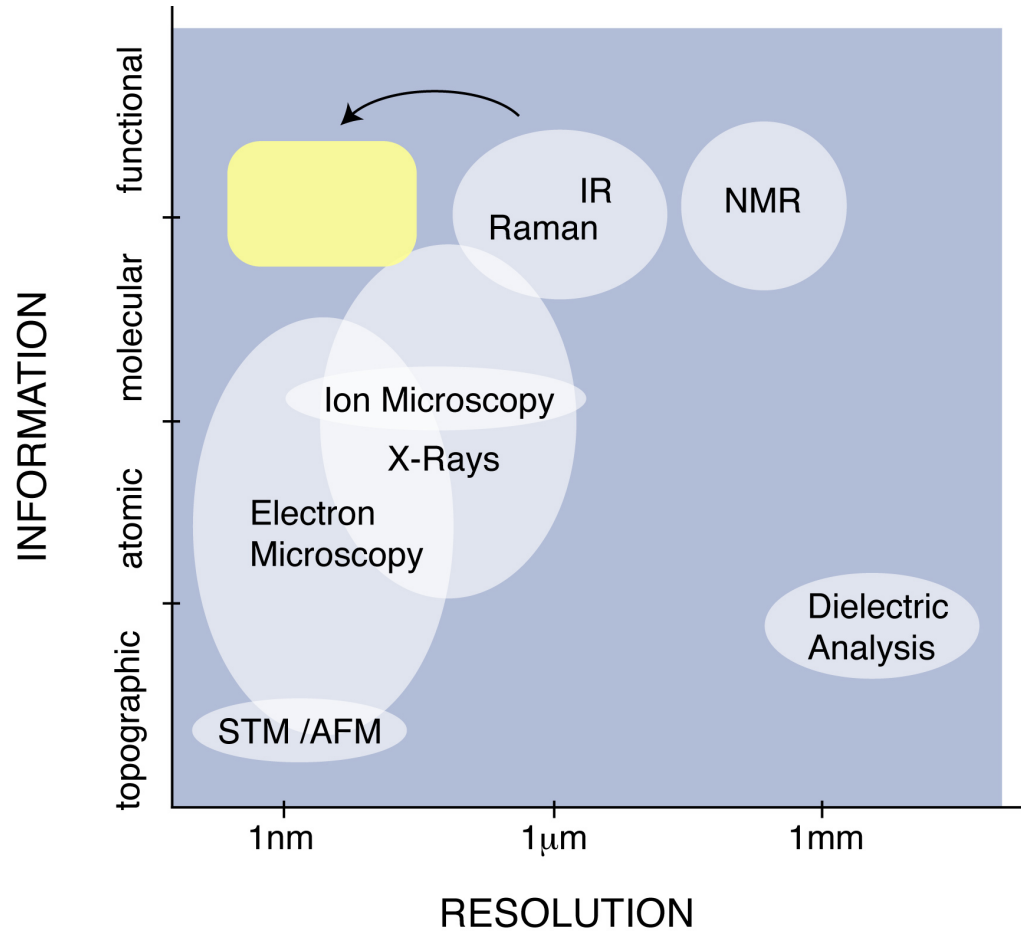 INFORMATION
functional
molecular
atomic
topographic
IR
Raman
NMR
Ion Microscopy
X-Rays
Electron
Microscopy
Dielectric
Analysis
STM /AFM
1nm
1μm
1mm
RESOLUTION